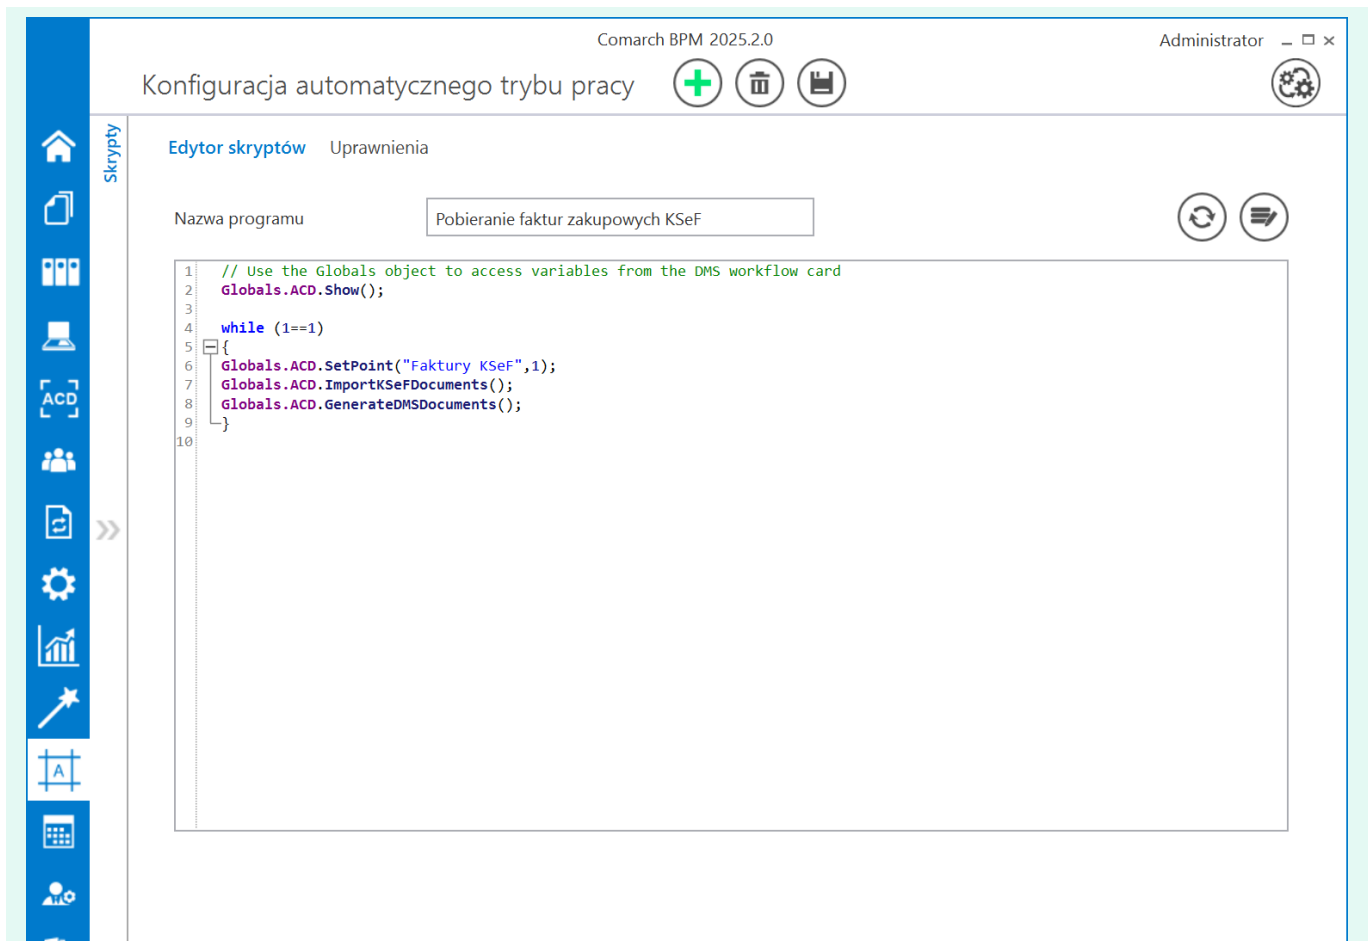 Comarch BPM 2025.2.0
Administrator
Konfiguracja automatycznego trybu pracy
Skrypty
Edytor skryptów Uprawnienia
Nazwa programu
Pobieranie faktur zakupowych KSeF
ACD
A
1 // Use the Globals object to access variables from the DMS workflow card
2 Globals.ACD.Show();
3
4 while (1==1)
5 {
6 Globals.ACD.SetPoint("Faktury KSeF",1);
7 Globals.ACD.ImportKSeFDocuments();
8 Globals.ACD.GenerateDMSDocuments();
9 }
10